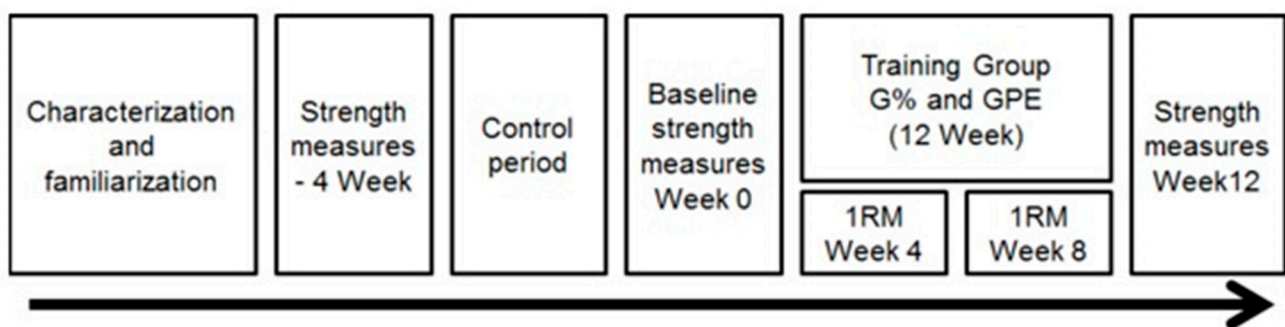 Characterization
and
familiarization
Strength
measures
- 4 Week
Control
period
Baseline
strength
measures
Week 0
Training Group
G% and GPE
(12 Week)
1RM
Week 4
1RM
Week 8
Strength
measures
Week12